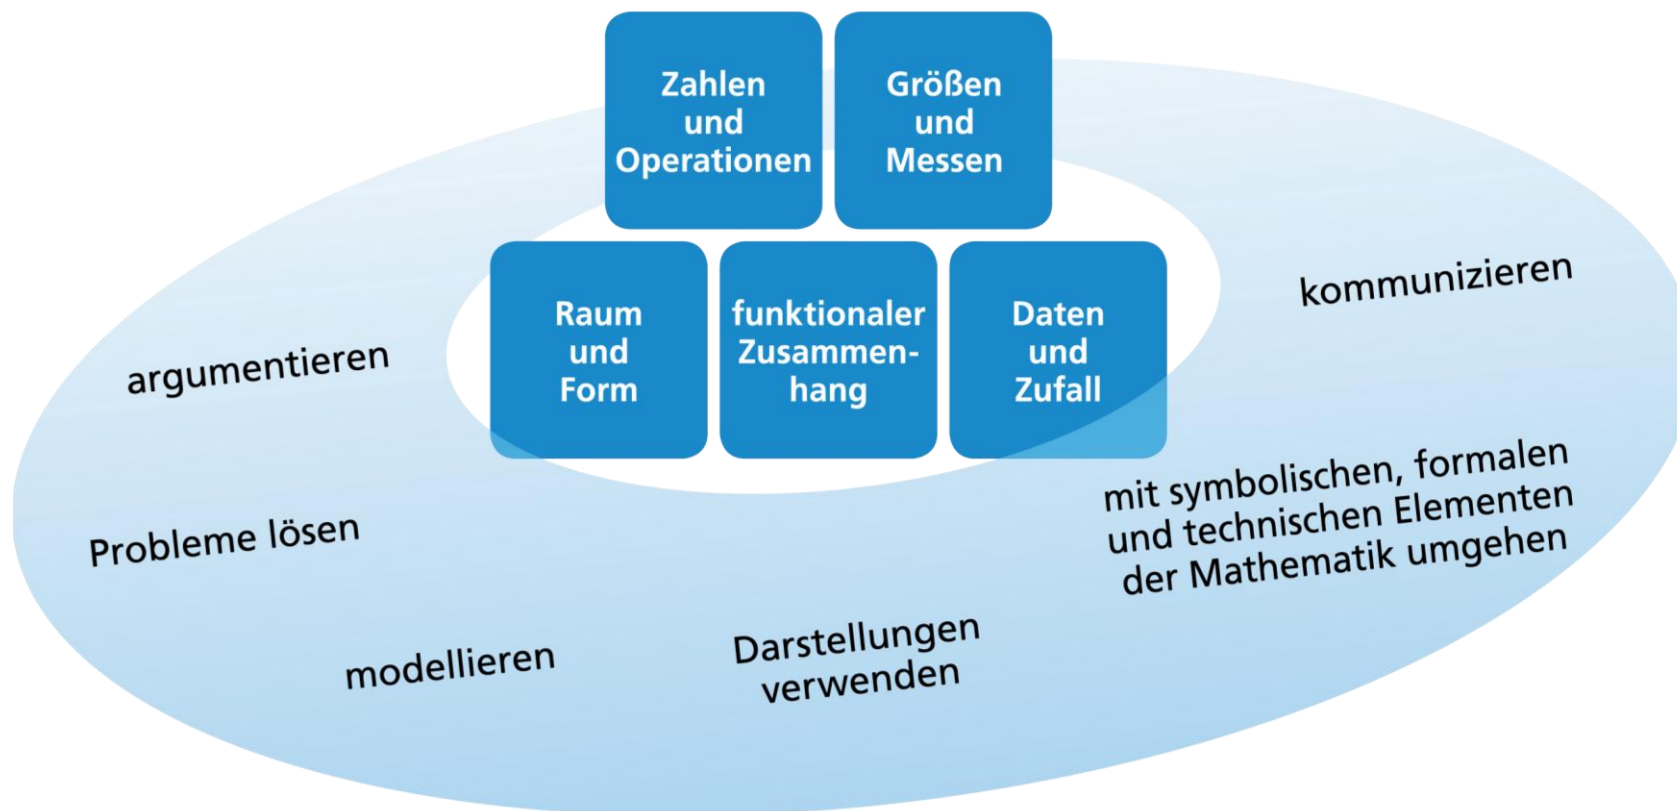 Zahlen
und
Operationen
Größen
und
Messen
Raum
und
Form
funktionaler
Zusammen-
hang
Daten
und
Zufall
kommunizieren
argumentieren
mit symbolischen, formalen
und technischen Elementen
der Mathematik umgehen
Probleme lösen
modellieren
Darstellungen
verwenden